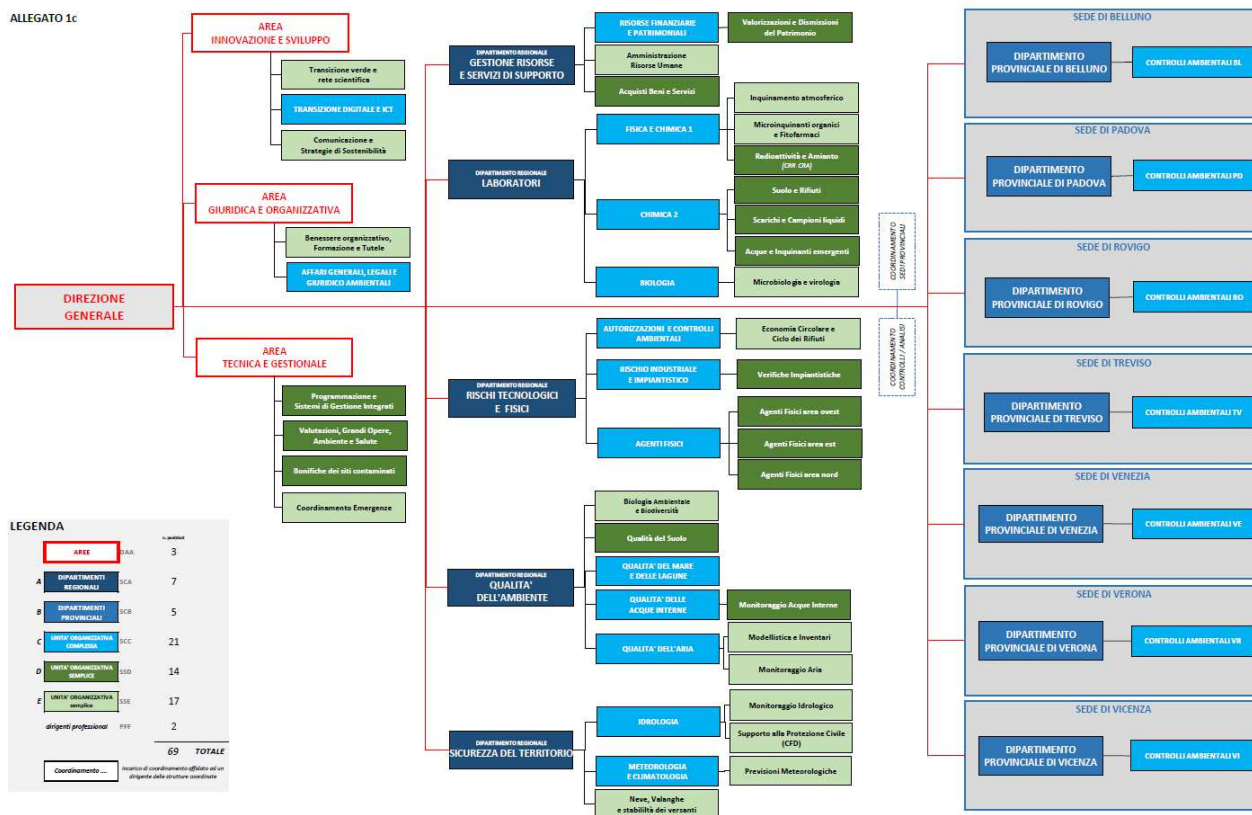 ALLEGATO 1c
DIREZIONE
GENERALE
AREA
INNOVAZIONE E SVILUPPO
Transizione verde e
rete scientifica
TRANSIZIONE DIGITALE E ICT
Comunicazione e
Strategie di Sostenibilità
AREA
GIURIDICA E ORGANIZZATIVA
Benessere organizzativo,
Formazione e Tutele
AFFARI GENERALI, LEGALI E
GIURIDICO AMBIENTALI
AREA
TECNICA E GESTIONALE
Programmazione e
Sistemi di Gestione Integrati
Valutazioni, Grandi Opere,
Ambiente e Salute
Bonifiche dei siti contaminati
Coordinamento Emergenze
DIPARTIMENTO REGIONALE
GESTIONE RISORSE
E SERVIZI DI SUPPORTO
RISORSE FINANZIARIE
E PATRIMONIALI
Valorizzazioni e Dismissioni
del Patrimonio
Amministrazione
Risorse Umane
Acquisti Beni e Servizi
DIPARTIMENTO REGIONALE
LABORATORI
FISICA E CHIMICA 1
Inquinamento atmosferico
Microinquinanti organici
e Fitofarmaci
Radioattività e Amianto
(CRR CRA)
CHIMICA 2
Suolo e Rifiuti
Scarichi e Campioni liquidi
Acque e Inquinanti emergenti
BIOLOGIA
Microbiologia e virologia
DIPARTIMENTO REGIONALE
RISCHI TECNOLOGICI
E FISICI
AUTORIZZAZIONI E CONTROLLI
AMBIENTALI
Economia Circolare e
Ciclo dei Rifiuti
RISCHIO INDUSTRIALE
E IMPIANTISTICO
Verifiche Impiantistiche
AGENTI FISICI
Agenti Fisici area ovest
Agenti Fisici area est
Agenti Fisici area nord
DIPARTIMENTO REGIONALE
QUALITA'
DELL'AMBIENTE
Biologia Ambientale
e Biodiversità
Qualità del Suolo
QUALITA' DEL MARE
E DELLE LAGUNE
QUALITA' DELLE
ACQUE INTERNE
Monitoraggio Acque Interne
QUALITA' DELL'ARIA
Modellistica e Inventari
Monitoraggio Aria
DIPARTIMENTO REGIONALE
SICUREZZA DEL TERRITORIO
IDROLOGIA
Monitoraggio Idrologico
Supporto alla Protezione Civile
(CFD)
METEOROLOGIA
E CLIMATOLOGIA
Previsioni Meteorologiche
Neve, Valanghe
e stabilità dei versanti
COORDINAMENTO
SEDI PROVINCIALI
COORDINAMENTO
CONTROLLI / ANALISI
SEDE DI BELLUNO
DIPARTIMENTO
PROVINCIALE DI BELLUNO
CONTROLLI AMBIENTALI BL
SEDE DI PADOVA
DIPARTIMENTO
PROVINCIALE DI PADOVA
CONTROLLI AMBIENTALI PD
SEDE DI ROVIGO
DIPARTIMENTO
PROVINCIALE DI ROVIGO
CONTROLLI AMBIENTALI RO
SEDE DI TREVISO
DIPARTIMENTO
PROVINCIALE DI TREVISO
CONTROLLI AMBIENTALI TV
SEDE DI VENEZIA
DIPARTIMENTO
PROVINCIALE DI VENEZIA
CONTROLLI AMBIENTALI VE
SEDE DI VERONA
DIPARTIMENTO
PROVINCIALE DI VERONA
CONTROLLI AMBIENTALI VR
SEDE DI VICENZA
DIPARTIMENTO
PROVINCIALE DI VICENZA
CONTROLLI AMBIENTALI VI
LEGENDA
n. posizioni
AREE DAA 3
A DIPARTIMENTI
REGIONALI SCA 7
B DIPARTIMENTI
PROVINCIALI SCB 5
C UNITA' ORGANIZZATIVA
COMPLESSA SCC 21
D UNITA' ORGANIZZATIVA
SEMPLICE SSD 14
E UNITA' ORGANIZZATIVA
semplice SSE 17
dirigenti professional PFF 2
69 TOTALE
Coordinamento .... Incarico di coordinamento affidato ad un
dirigente delle strutture coordinate